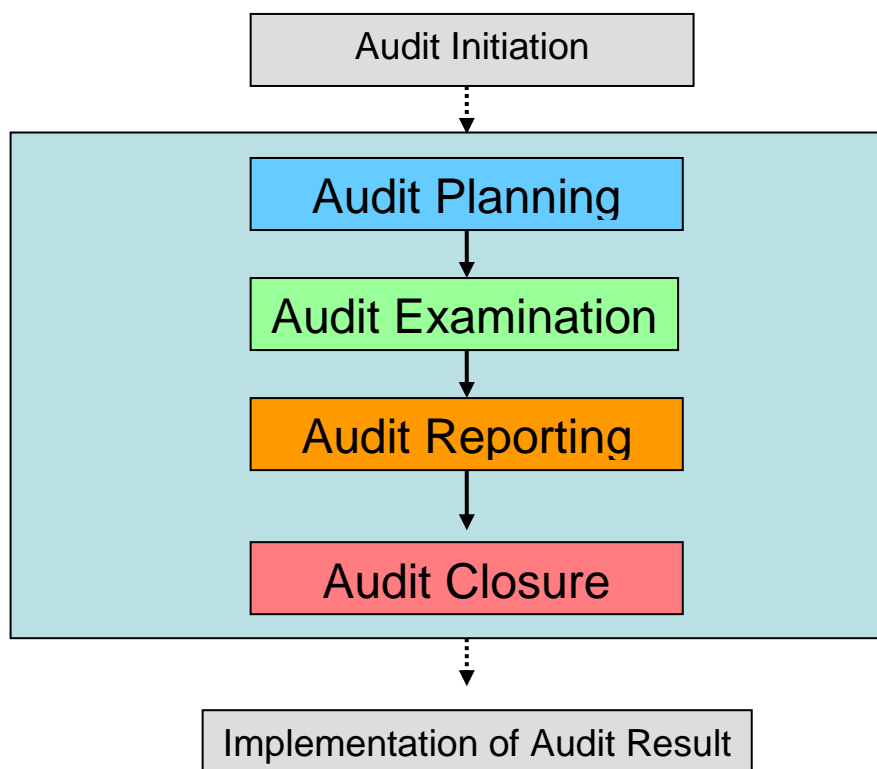 Audit Initiation
Audit Planning
Audit Examination
Audit Reporting
Audit Closure
Implementation of Audit Result